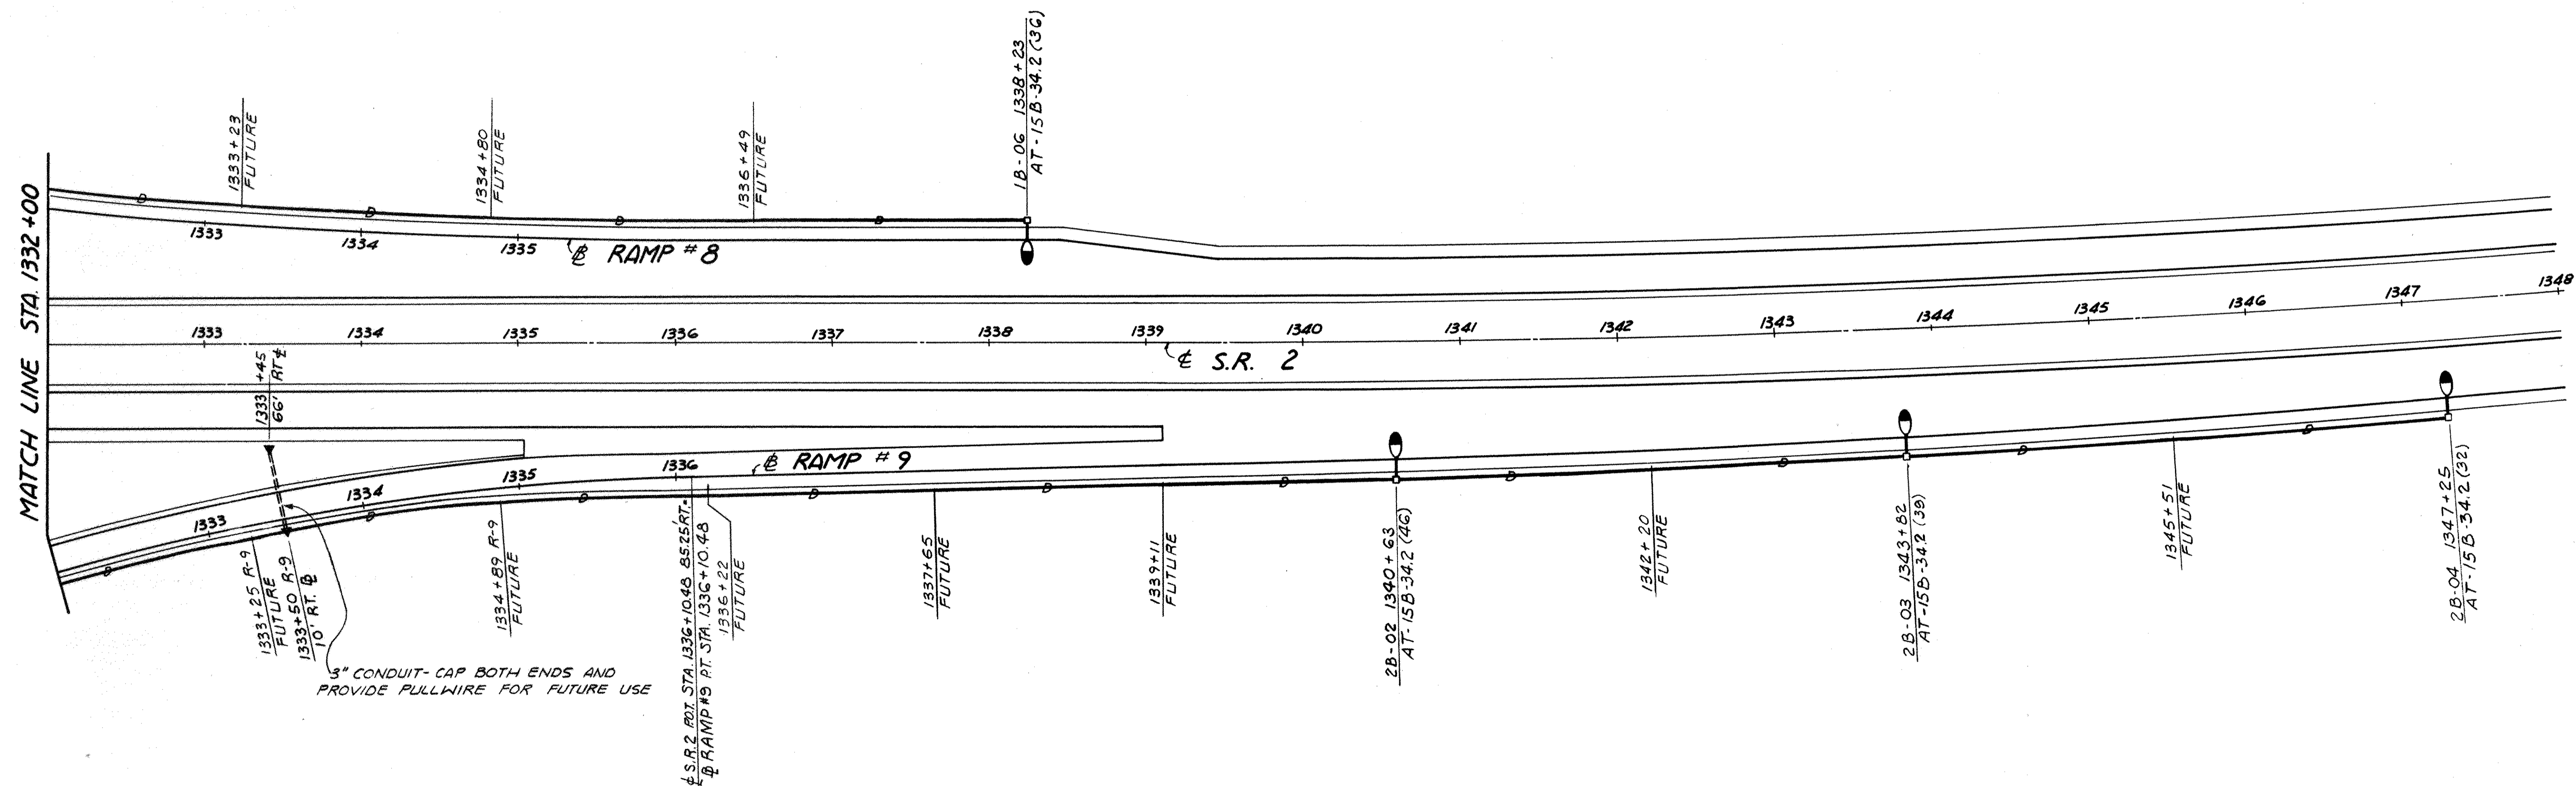 MATCH LINE STA. 1332+00
1333+23
FUTURE
1334+80
FUTURE
1336+49
FUTURE
1B-06 1338+23
AT-15B-34.2 (36)
1333 1334 1335
℄ RAMP #8
1333 1334 1335 1336 1337 1338 1339 1340 1341 1342 1343 1344 1345 1346 1347 1348
℄ S.R. 2
1333+45
66' RT ℄
1333 1334 1335 1336
RAMP #9
1333+25 R-9
FUTURE
1333+50 R-9
10' RT.
3" CONDUIT-CAP BOTH ENDS AND
PROVIDE PULLWIRE FOR FUTURE USE
1334+89 R-9
FUTURE
℄ S.R.2 P.O.T. STA. 1336+10.48 85.25' RT.=
RAMP #9 P.T. STA. 1336+10.48
1336+22
FUTURE
1337+65
FUTURE
1339+11
FUTURE
2B-02 1340+63
AT-15B-34.2 (46)
1342+20
FUTURE
2B-03 1343+82
AT-15B-34.2 (39)
1345+51
FUTURE
2B-04 1347+25
AT-15B-34.2 (32)